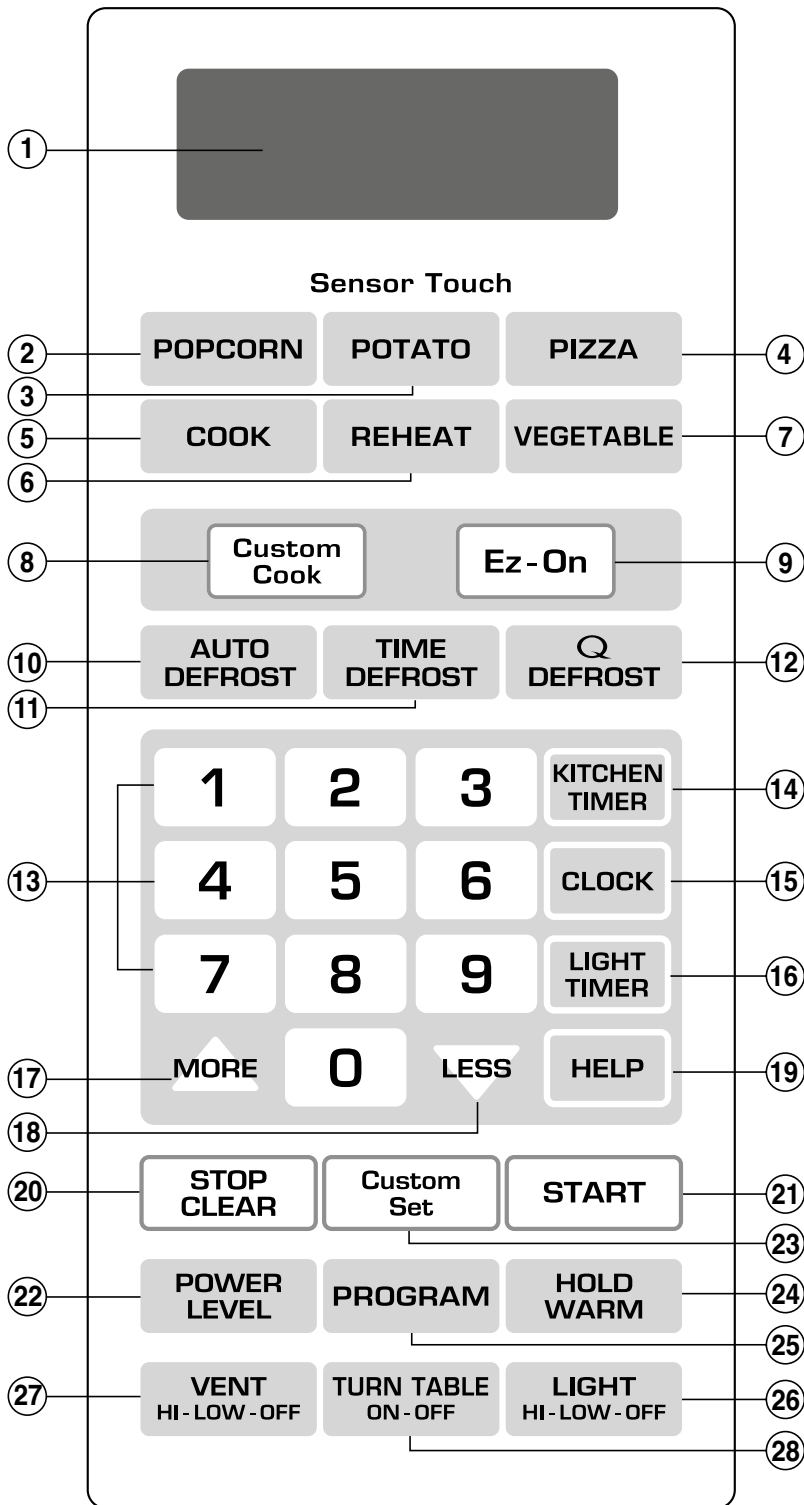 1
Sensor Touch
2 POPCORN POTATO PIZZA 4
3
5 COOK REHEAT VEGETABLE 7
6
8 Custom Cook Ez-On 9
10 AUTO DEFROST TIME DEFROST Q DEFROST 12
11
1 2 3 KITCHEN TIMER 14
13 4 5 6 CLOCK 15
7 8 9 LIGHT TIMER 16
17 MORE 0 LESS HELP 19
18
20 STOP CLEAR Custom Set START 21
23
22 POWER LEVEL PROGRAM HOLD WARM 24
25
27 VENT HI-LOW-OFF TURN TABLE ON-OFF LIGHT HI-LOW-OFF 26
28